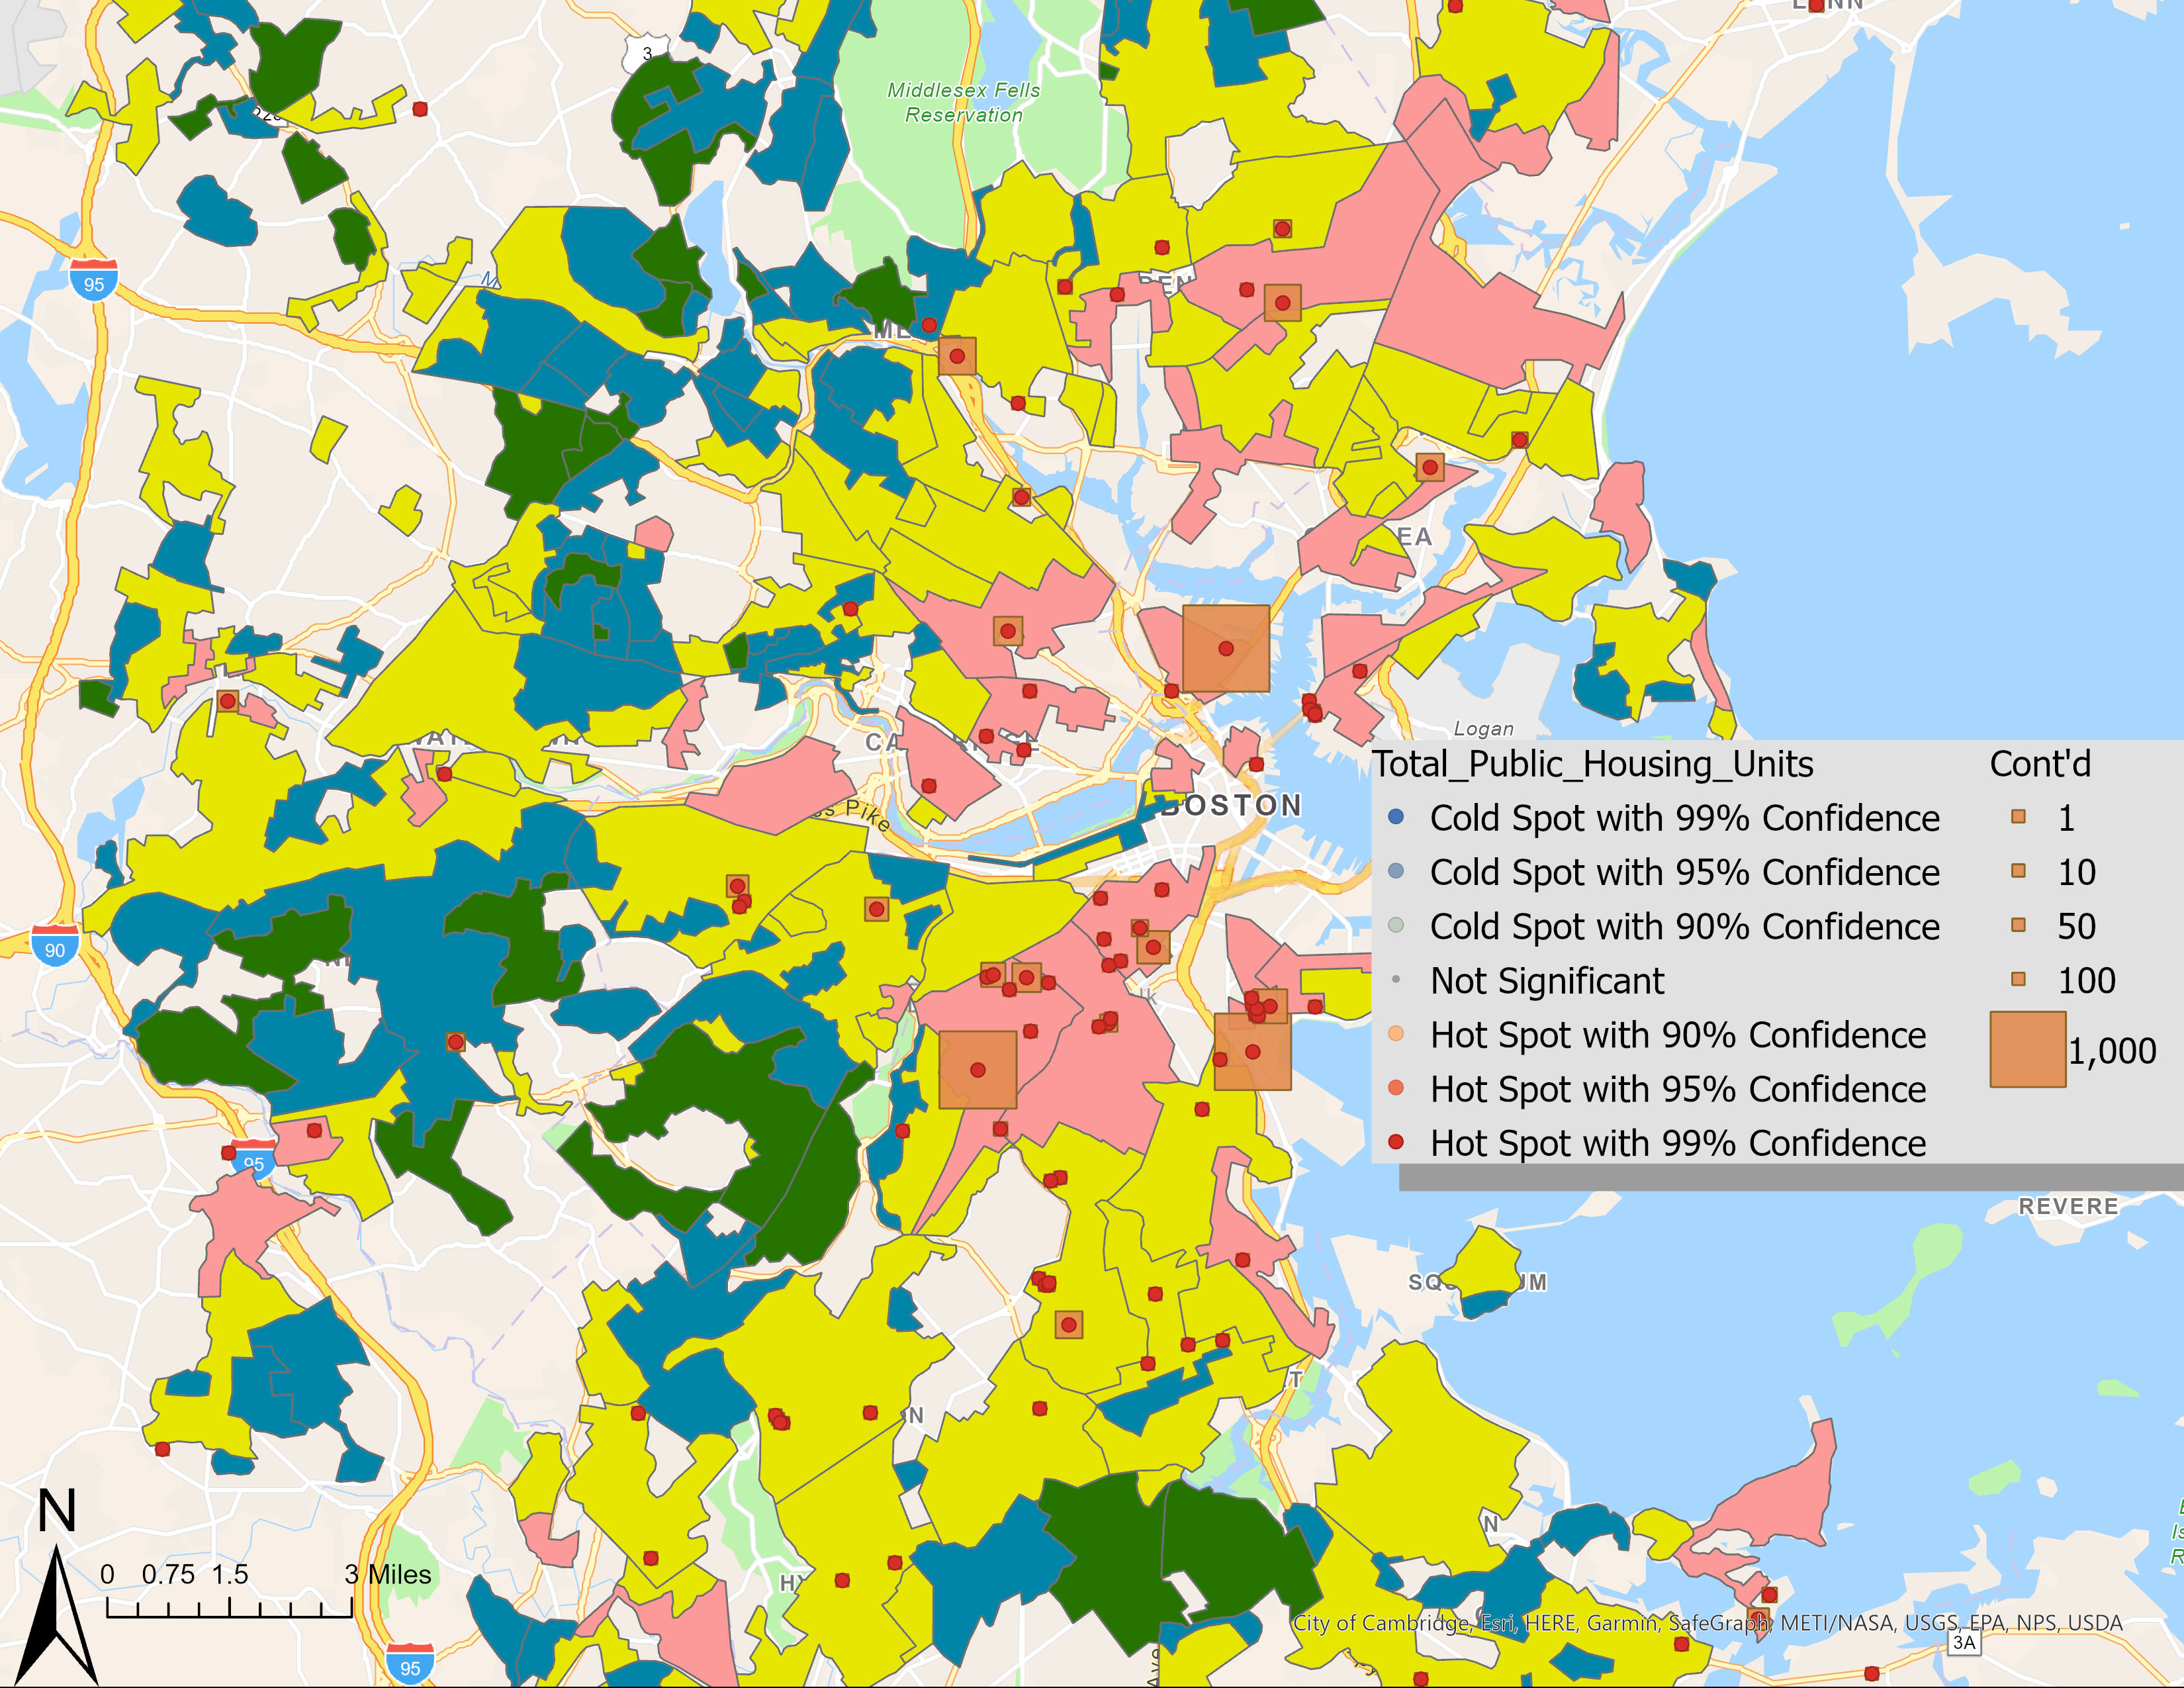 LYNN
3
Middlesex Fells
Reservation
95
Logan
BOSTON
90
95
Total_Public_Housing_Units
Cold Spot with 99% Confidence
Cold Spot with 95% Confidence
Cold Spot with 90% Confidence
Not Significant
Hot Spot with 90% Confidence
Hot Spot with 95% Confidence
Hot Spot with 99% Confidence
Cont'd
1
10
50
100
1,000
REVERE
N
0 0.75 1.5 3 Miles
95
City of Cambridge, Esri, HERE, Garmin, SafeGraph, METI/NASA, USGS, EPA, NPS, USDA
3A